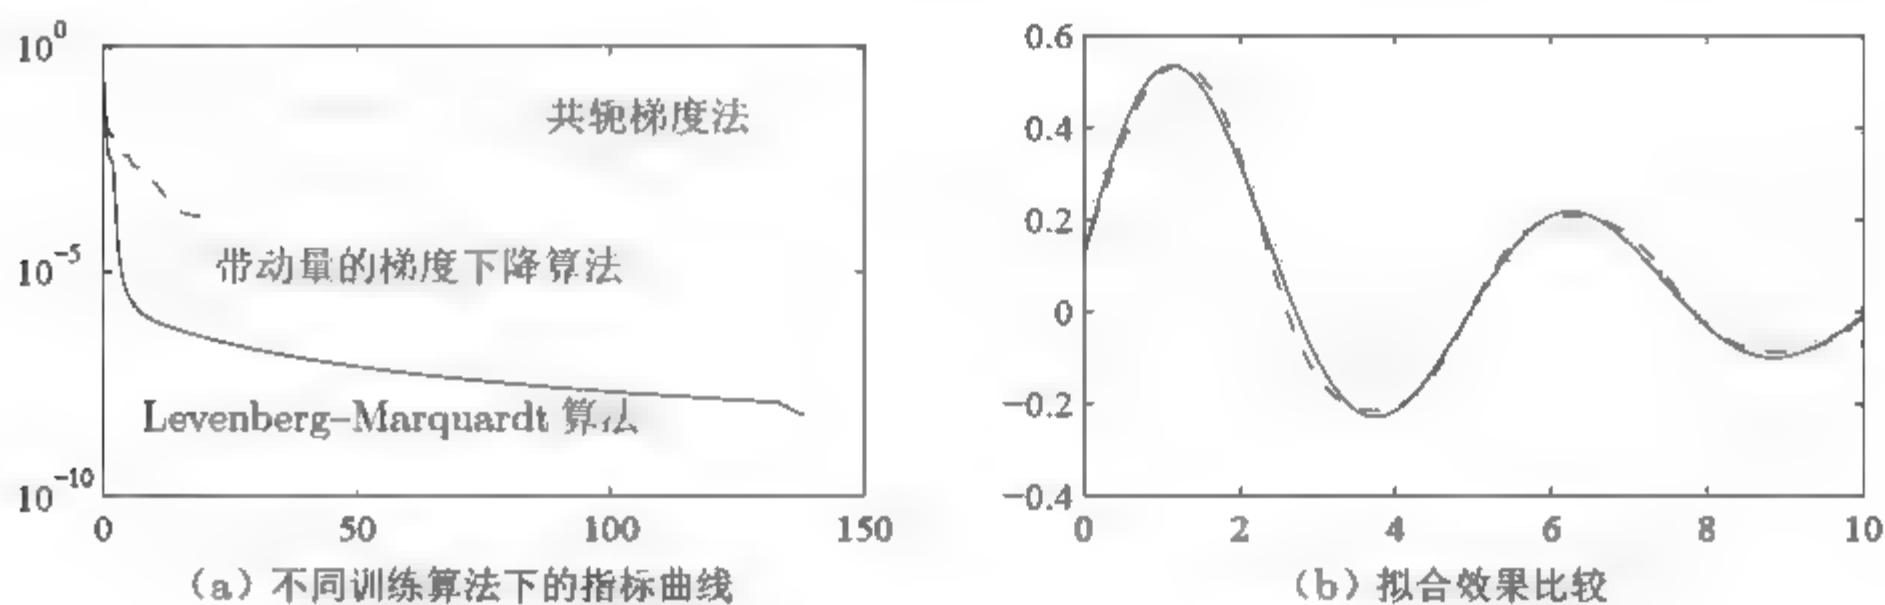 10^0
10^-5
10^-10
0 50 100 150
共轭梯度法
带动量的梯度下降算法
Levenberg–Marquardt 算法
(a) 不同训练算法下的指标曲线
0.6
0.4
0.2
0
−0.2
−0.4
0 2 4 6 8 10
(b) 拟合效果比较